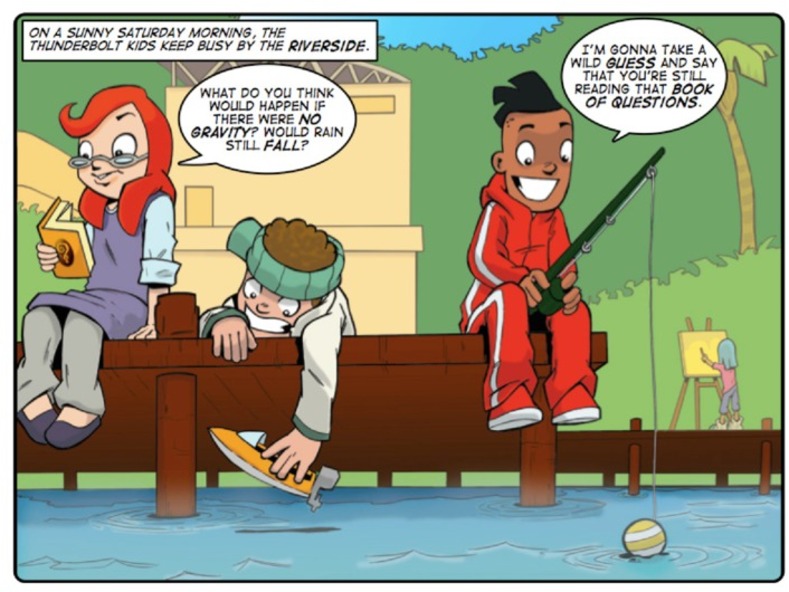 ON A SUNNY SATURDAY MORNING, THE
THUNDERBOLT KIDS KEEP BUSY BY THE RIVERSIDE.
WHAT DO YOU THINK
WOULD HAPPEN IF
THERE WERE NO
GRAVITY? WOULD RAIN
STILL FALL?
I'M GONNA TAKE A
WILD GUESS AND SAY
THAT YOU'RE STILL
READING THAT BOOK
OF QUESTIONS.